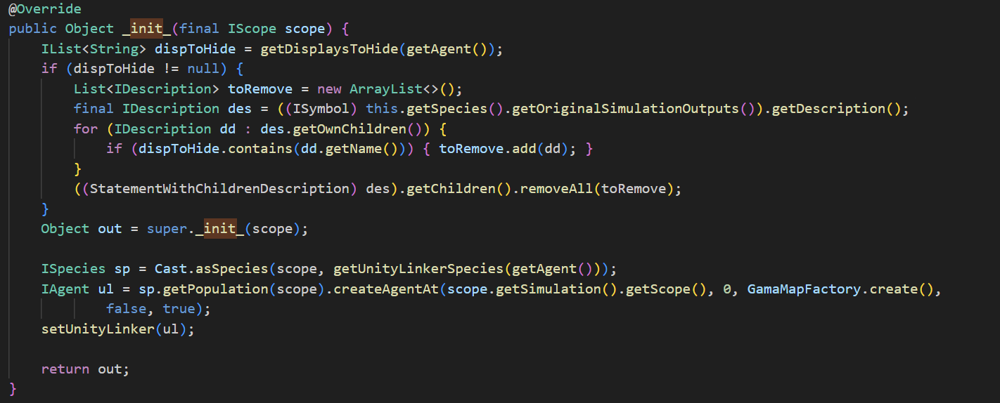 @Override
public Object _init_(final IScope scope) {
    IList<String> dispToHide = getDisplaysToHide(getAgent());
    if (dispToHide != null) {
        List<IDescription> toRemove = new ArrayList<>();
        final IDescription des = ((ISymbol) this.getSpecies().getOriginalSimulationOutputs()).getDescription();
        for (IDescription dd : des.getOwnChildren()) {
            if (dispToHide.contains(dd.getName())) { toRemove.add(dd); }
        }
        ((StatementWithChildrenDescription) des).getChildren().removeAll(toRemove);
    }
    Object out = super._init_(scope);

    ISpecies sp = Cast.asSpecies(scope, getUnityLinkerSpecies(getAgent()));
    IAgent ul = sp.getPopulation(scope).createAgentAt(scope.getSimulation().getScope(), 0, GamaMapFactory.create(),
            false, true);
    setUnityLinker(ul);

    return out;
}